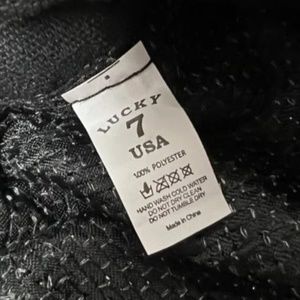 LUCKY
7
USA
100% POLYESTER
HAND WASH COLD WATER
DO NOT DRY CLEAN
DO NOT TUMBLE DRY
Made in China